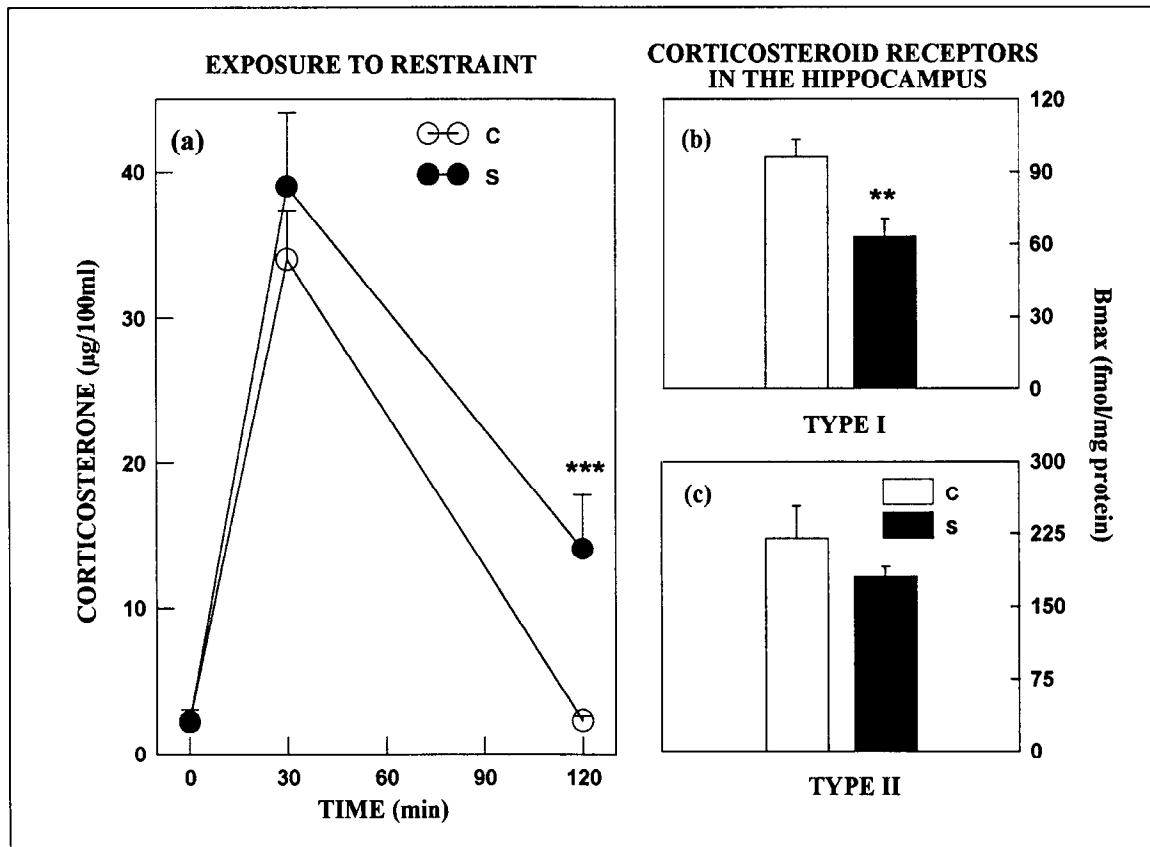 EXPOSURE TO RESTRAINT
(a)
C
S
CORTICOSTERONE (µg/100ml)
40
30
20
10
0
0 30 60 90 120
TIME (min)
***
CORTICOSTEROID RECEPTORS
IN THE HIPPOCAMPUS
(b)
**
120
90
60
30
0
TYPE I
Bmax (fmol/mg protein)
(c)
C
S
300
225
150
75
0
TYPE II